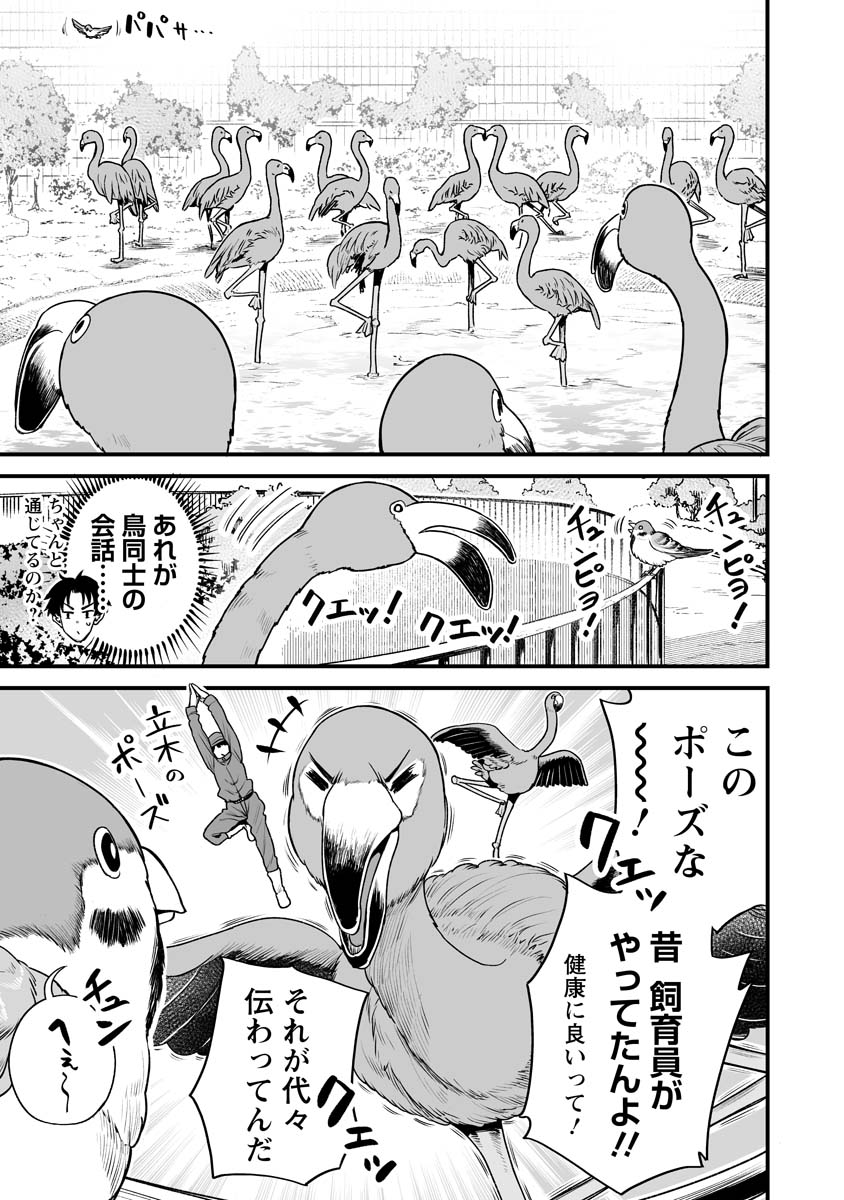 パパサ…
チュンピョ!
チュンピョ!
クエッ!
クエッ!
あれが
鳥同士の
会話……
ちゃんと
通じてるのか?
この
ポーズな
〜〜〜!
クエッ
昔 飼育員が
やってたんよ!!
健康に良いって!
立木の
ポーズ
それが代々
伝わってんだ
クエッ
チュン
へぇ〜